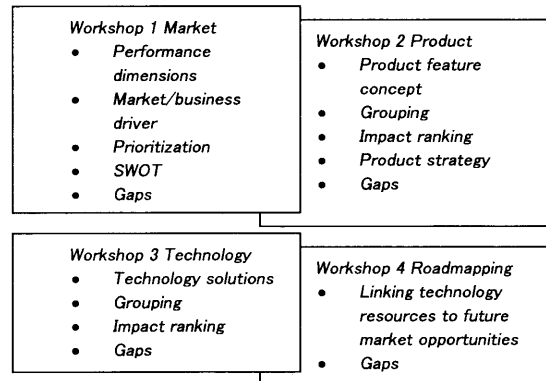 Workshop 1 Market
• Performance
dimensions
• Market/business
driver
• Prioritization
• SWOT
• Gaps
Workshop 2 Product
• Product feature
concept
• Grouping
• Impact ranking
• Product strategy
• Gaps
Workshop 3 Technology
• Technology solutions
• Grouping
• Impact ranking
• Gaps
Workshop 4 Roadmapping
• Linking technology
resources to future
market opportunities
• Gaps